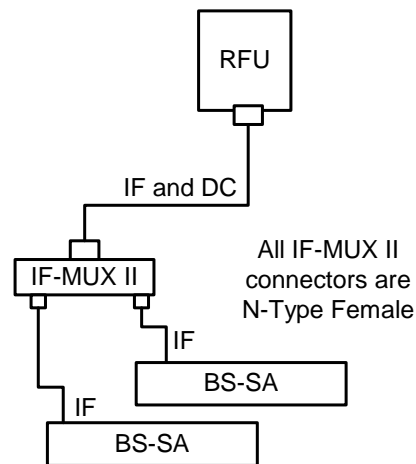 RFU
IF and DC
IF-MUX II
All IF-MUX II
connectors are
N-Type Female
IF
BS-SA
IF
BS-SA